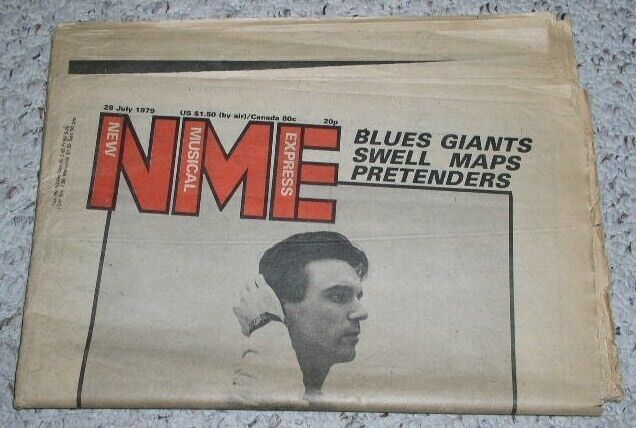 28 July 1979 US $1.50 (by air)/Canada 80c 20p
NEW MUSICAL EXPRESS
NME
BLUES GIANTS
SWELL MAPS
PRETENDERS